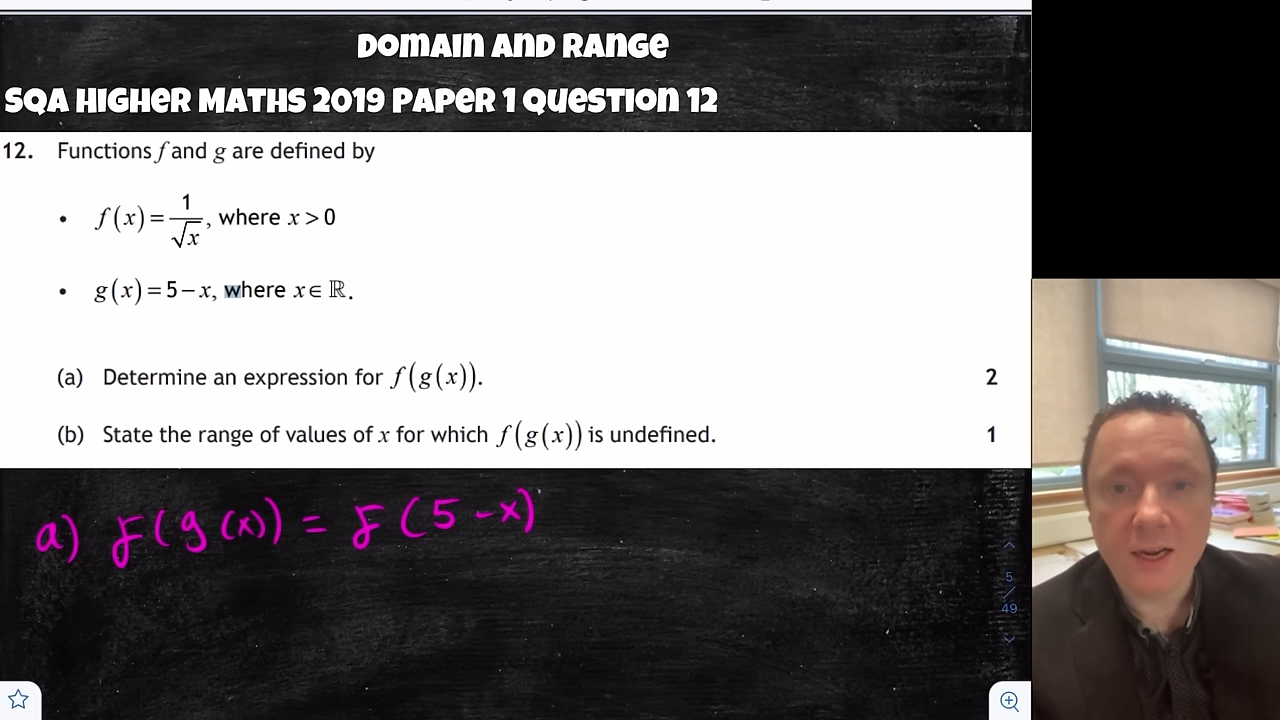 Domain and Range
SQA Higher Maths 2019 Paper 1 Question 12
12. Functions f and g are defined by
• f(x) = 1/√x, where x > 0
• g(x) = 5 − x, where x ∈ ℝ.
(a) Determine an expression for f(g(x)). 2
(b) State the range of values of x for which f(g(x)) is undefined. 1
a) f(g(x)) = f(5 - x)
5
/
49